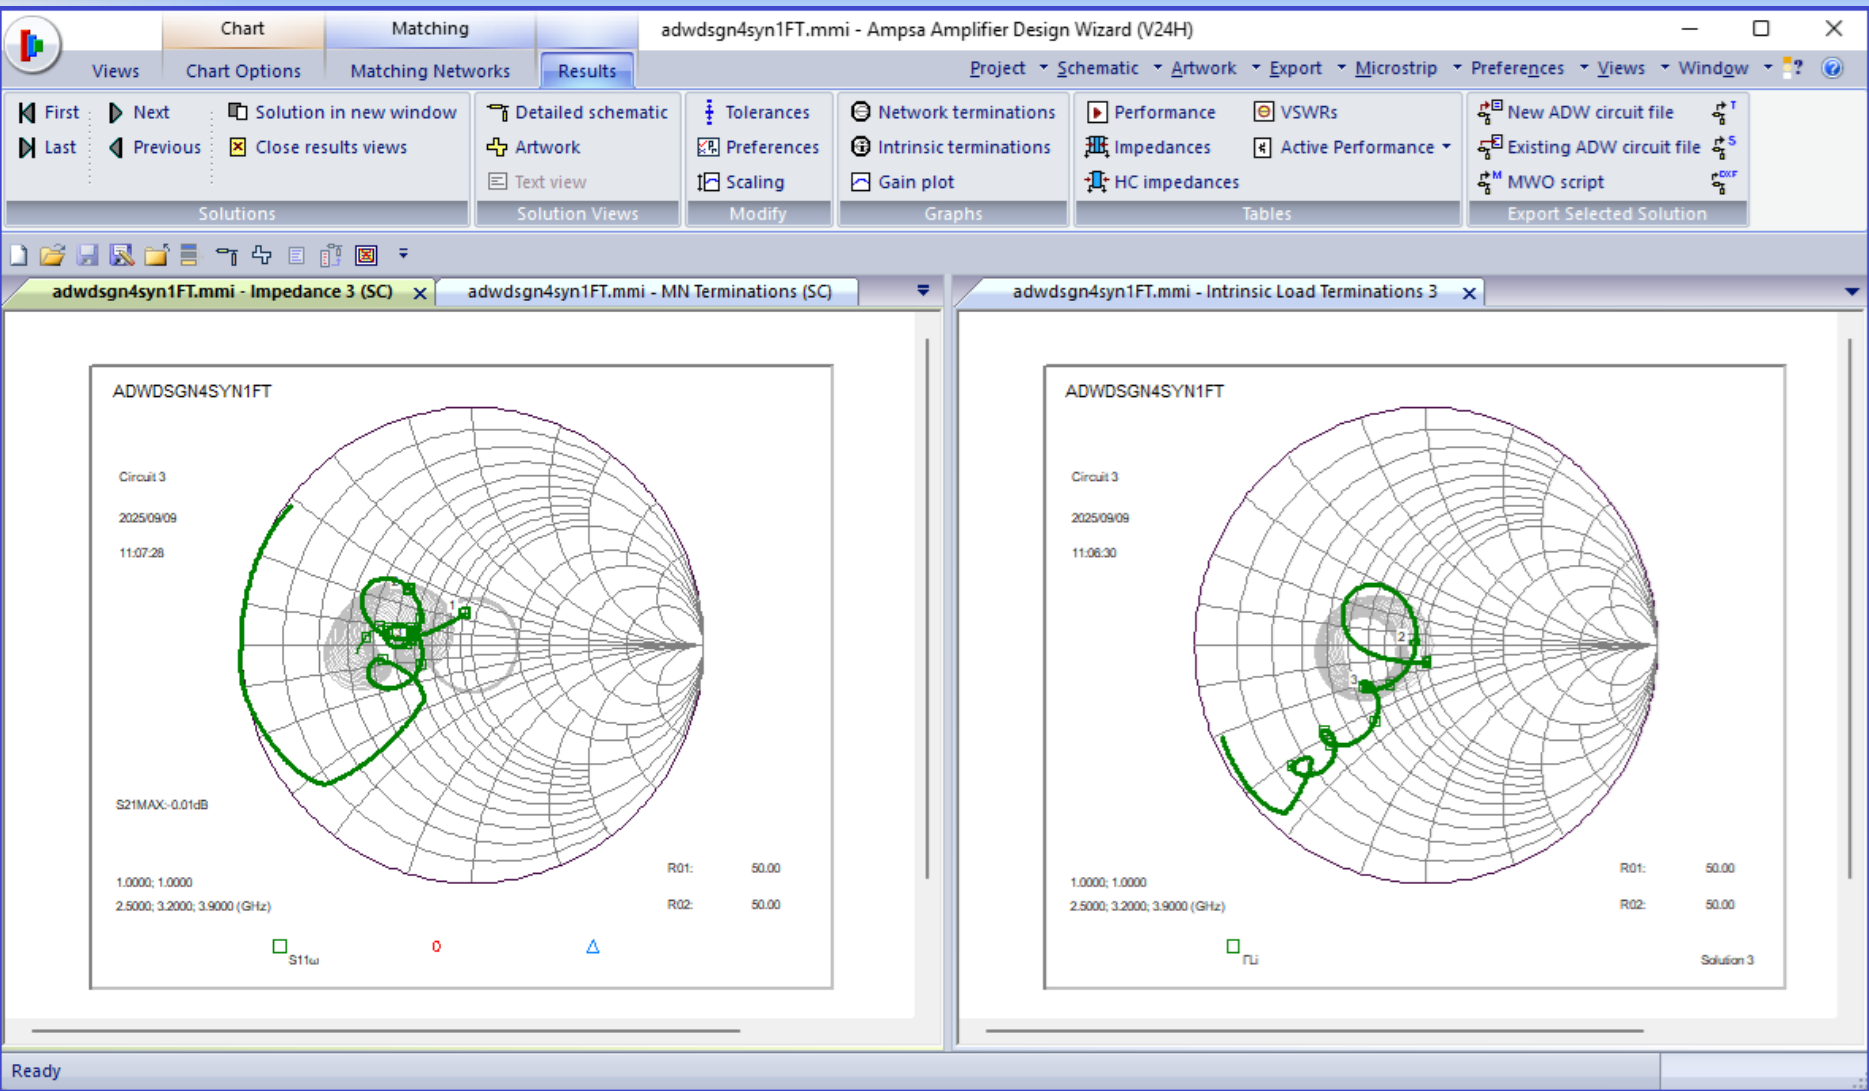 Chart
Matching
adwdsgn4syn1FT.mmi - Ampsa Amplifier Design Wizard (V24H)
Views
Chart Options
Matching Networks
Results
Project
Schematic
Artwork
Export
Microstrip
Preferences
Views
Window
First
Next
Solution in new window
Last
Previous
Close results views
Solutions
Detailed schematic
Artwork
Text view
Solution Views
Tolerances
Preferences
Scaling
Modify
Network terminations
Intrinsic terminations
Gain plot
Graphs
Performance
VSWRs
Impedances
Active Performance
HC impedances
Tables
New ADW circuit file
Existing ADW circuit file
MWO script
Export Selected Solution
adwdsgn4syn1FT.mmi - Impedance 3 (SC)
adwdsgn4syn1FT.mmi - MN Terminations (SC)
adwdsgn4syn1FT.mmi - Intrinsic Load Terminations 3
ADWDSGN4SYN1FT
Circuit 3
2025/09/09
11:07:28
1
S21MAX:-0.01dB
R01: 50.00
1.0000; 1.0000
2.5000; 3.2000; 3.9000 (GHz)
R02: 50.00
S11ω
ADWDSGN4SYN1FT
Circuit 3
2025/09/09
11:06:30
2
3
R01: 50.00
1.0000; 1.0000
2.5000; 3.2000; 3.9000 (GHz)
R02: 50.00
ΓLi
Solution 3
Ready